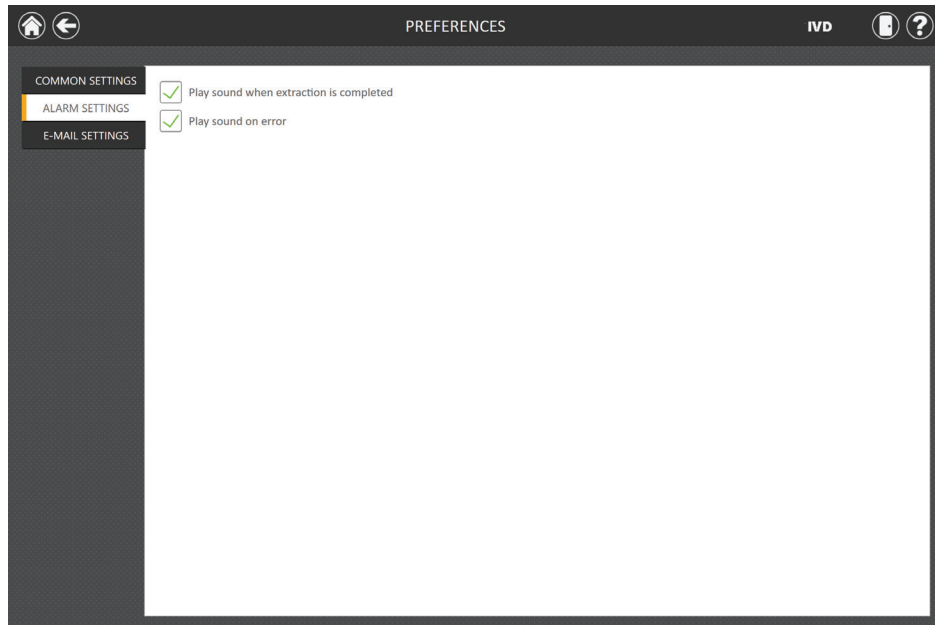 PREFERENCES
IVD
?
COMMON SETTINGS
ALARM SETTINGS
E-MAIL SETTINGS
Play sound when extraction is completed
Play sound on error